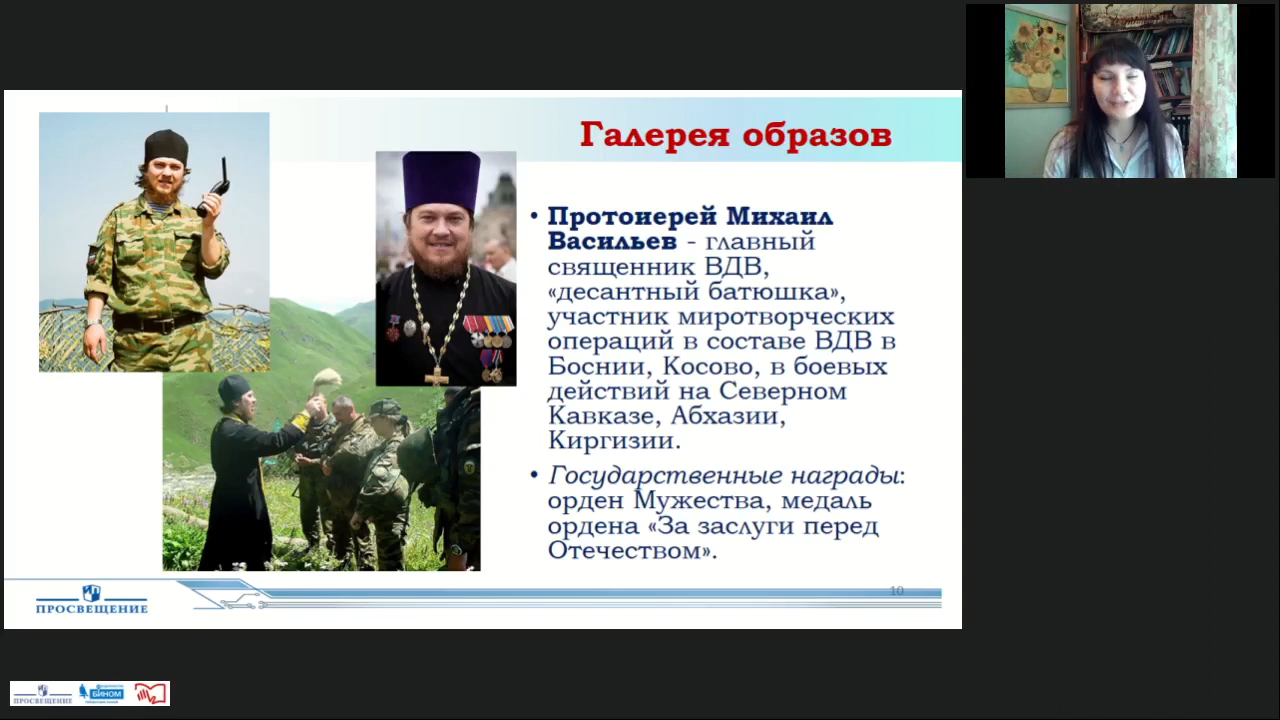 Галерея образов
• Протоиерей Михаил
Васильев - главный
священник ВДВ,
«десантный батюшка»,
участник миротворческих
операций в составе ВДВ в
Боснии, Косово, в боевых
действий на Северном
Кавказе, Абхазии,
Киргизии.
• Государственные награды:
орден Мужества, медаль
ордена «За заслуги перед
Отечеством».
10
ПРОСВЕЩЕНИЕ
ПРОСВЕЩЕНИЕ
БИНОМ